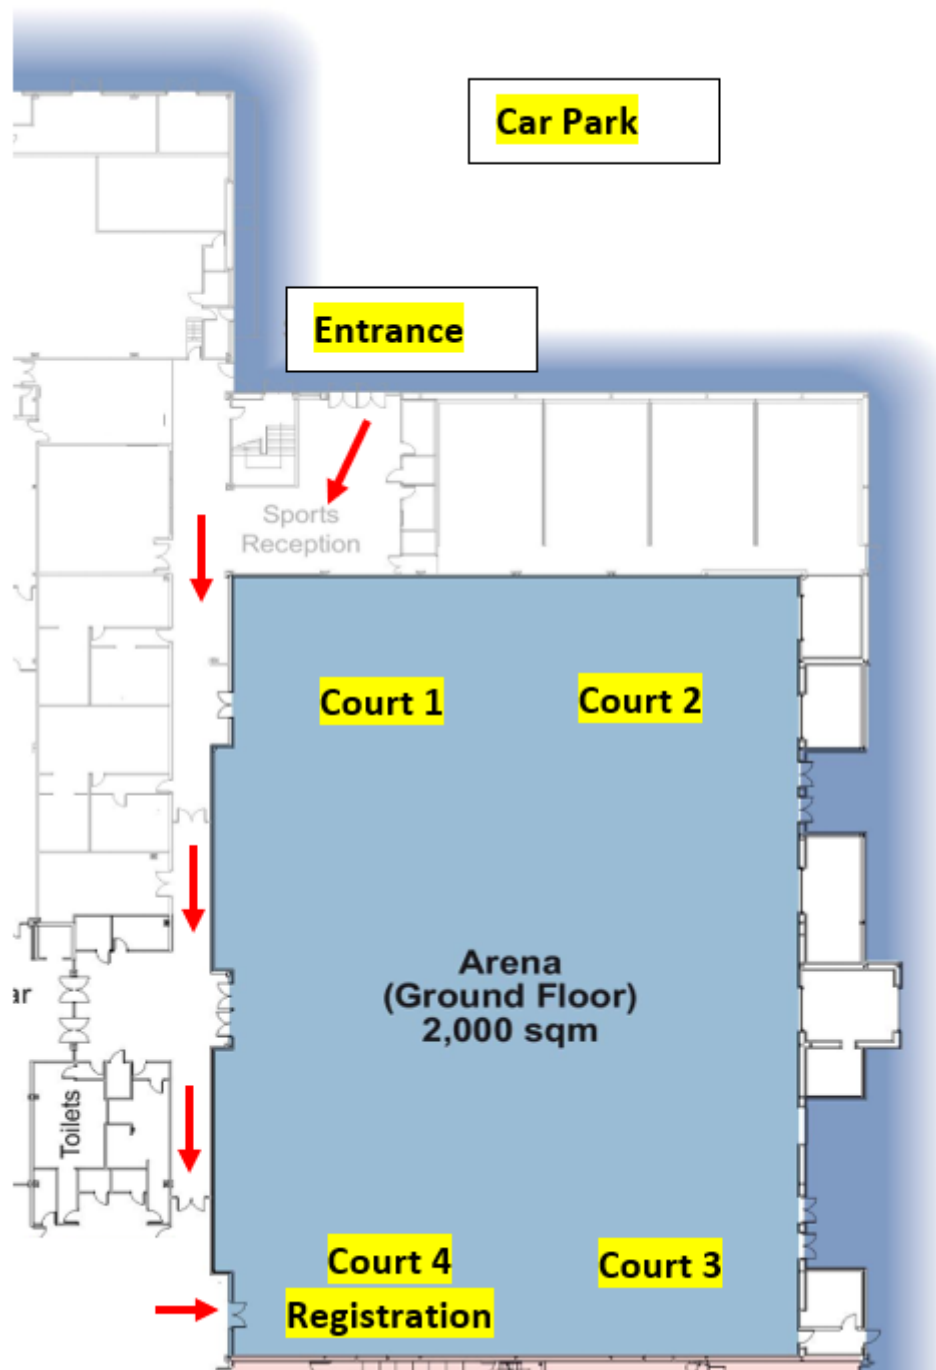 Car Park
Entrance
Sports
Reception
Court 1
Court 2
Arena
(Ground Floor)
2,000 sqm
ar
Toilets
Court 4
Court 3
Registration